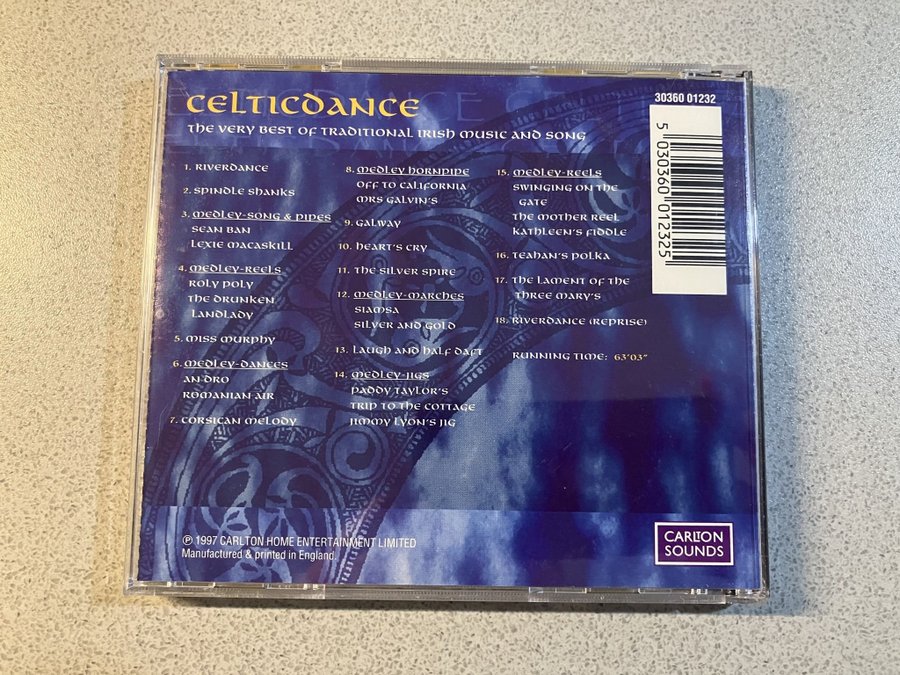 CELTICDANCE
THE VERY BEST OF TRADITIONAL IRISH MUSIC AND SONG
1. RIVERDANCE
2. SPINDLE SHANKS
3. MEDLEY-SONG & PIPES
SEAN BAN
LEXIE MACASKILL
4. MEDLEY-REELS
ROLY POLY
THE DRUNKEN
LANDLADY
5. MISS MURPHY
6. MEDLEY-DANCES
AN DRO
ROMANIAN AIR
7. CORSICAN MELODY
8. MEDLEY HORNPIPE
OFF TO CALIFORNIA
MRS GALVIN'S
9. GALWAY
10. HEART'S CRY
11. THE SILVER SPIRE
12. MEDLEY-MARCHES
SIAMSA
SILVER AND GOLD
13. LAUGH AND HALF DAFT
14. MEDLEY-JIGS
PADDY TAYLOR'S
TRIP TO THE COTTAGE
JIMMY LYON'S JIG
15. MEDLEY-REELS
SWINGING ON THE
GATE
THE MOTHER REEL
KATHLEEN'S FIDDLE
16. TEAHAN'S POLKA
17. THE LAMENT OF THE
THREE MARY'S
18. RIVERDANCE (REPRISE)
RUNNING TIME: 63'03"
30360 01232
5 030360 012325
℗ 1997 CARLTON HOME ENTERTAINMENT LIMITED
Manufactured & printed in England.
CARLTON
SOUNDS